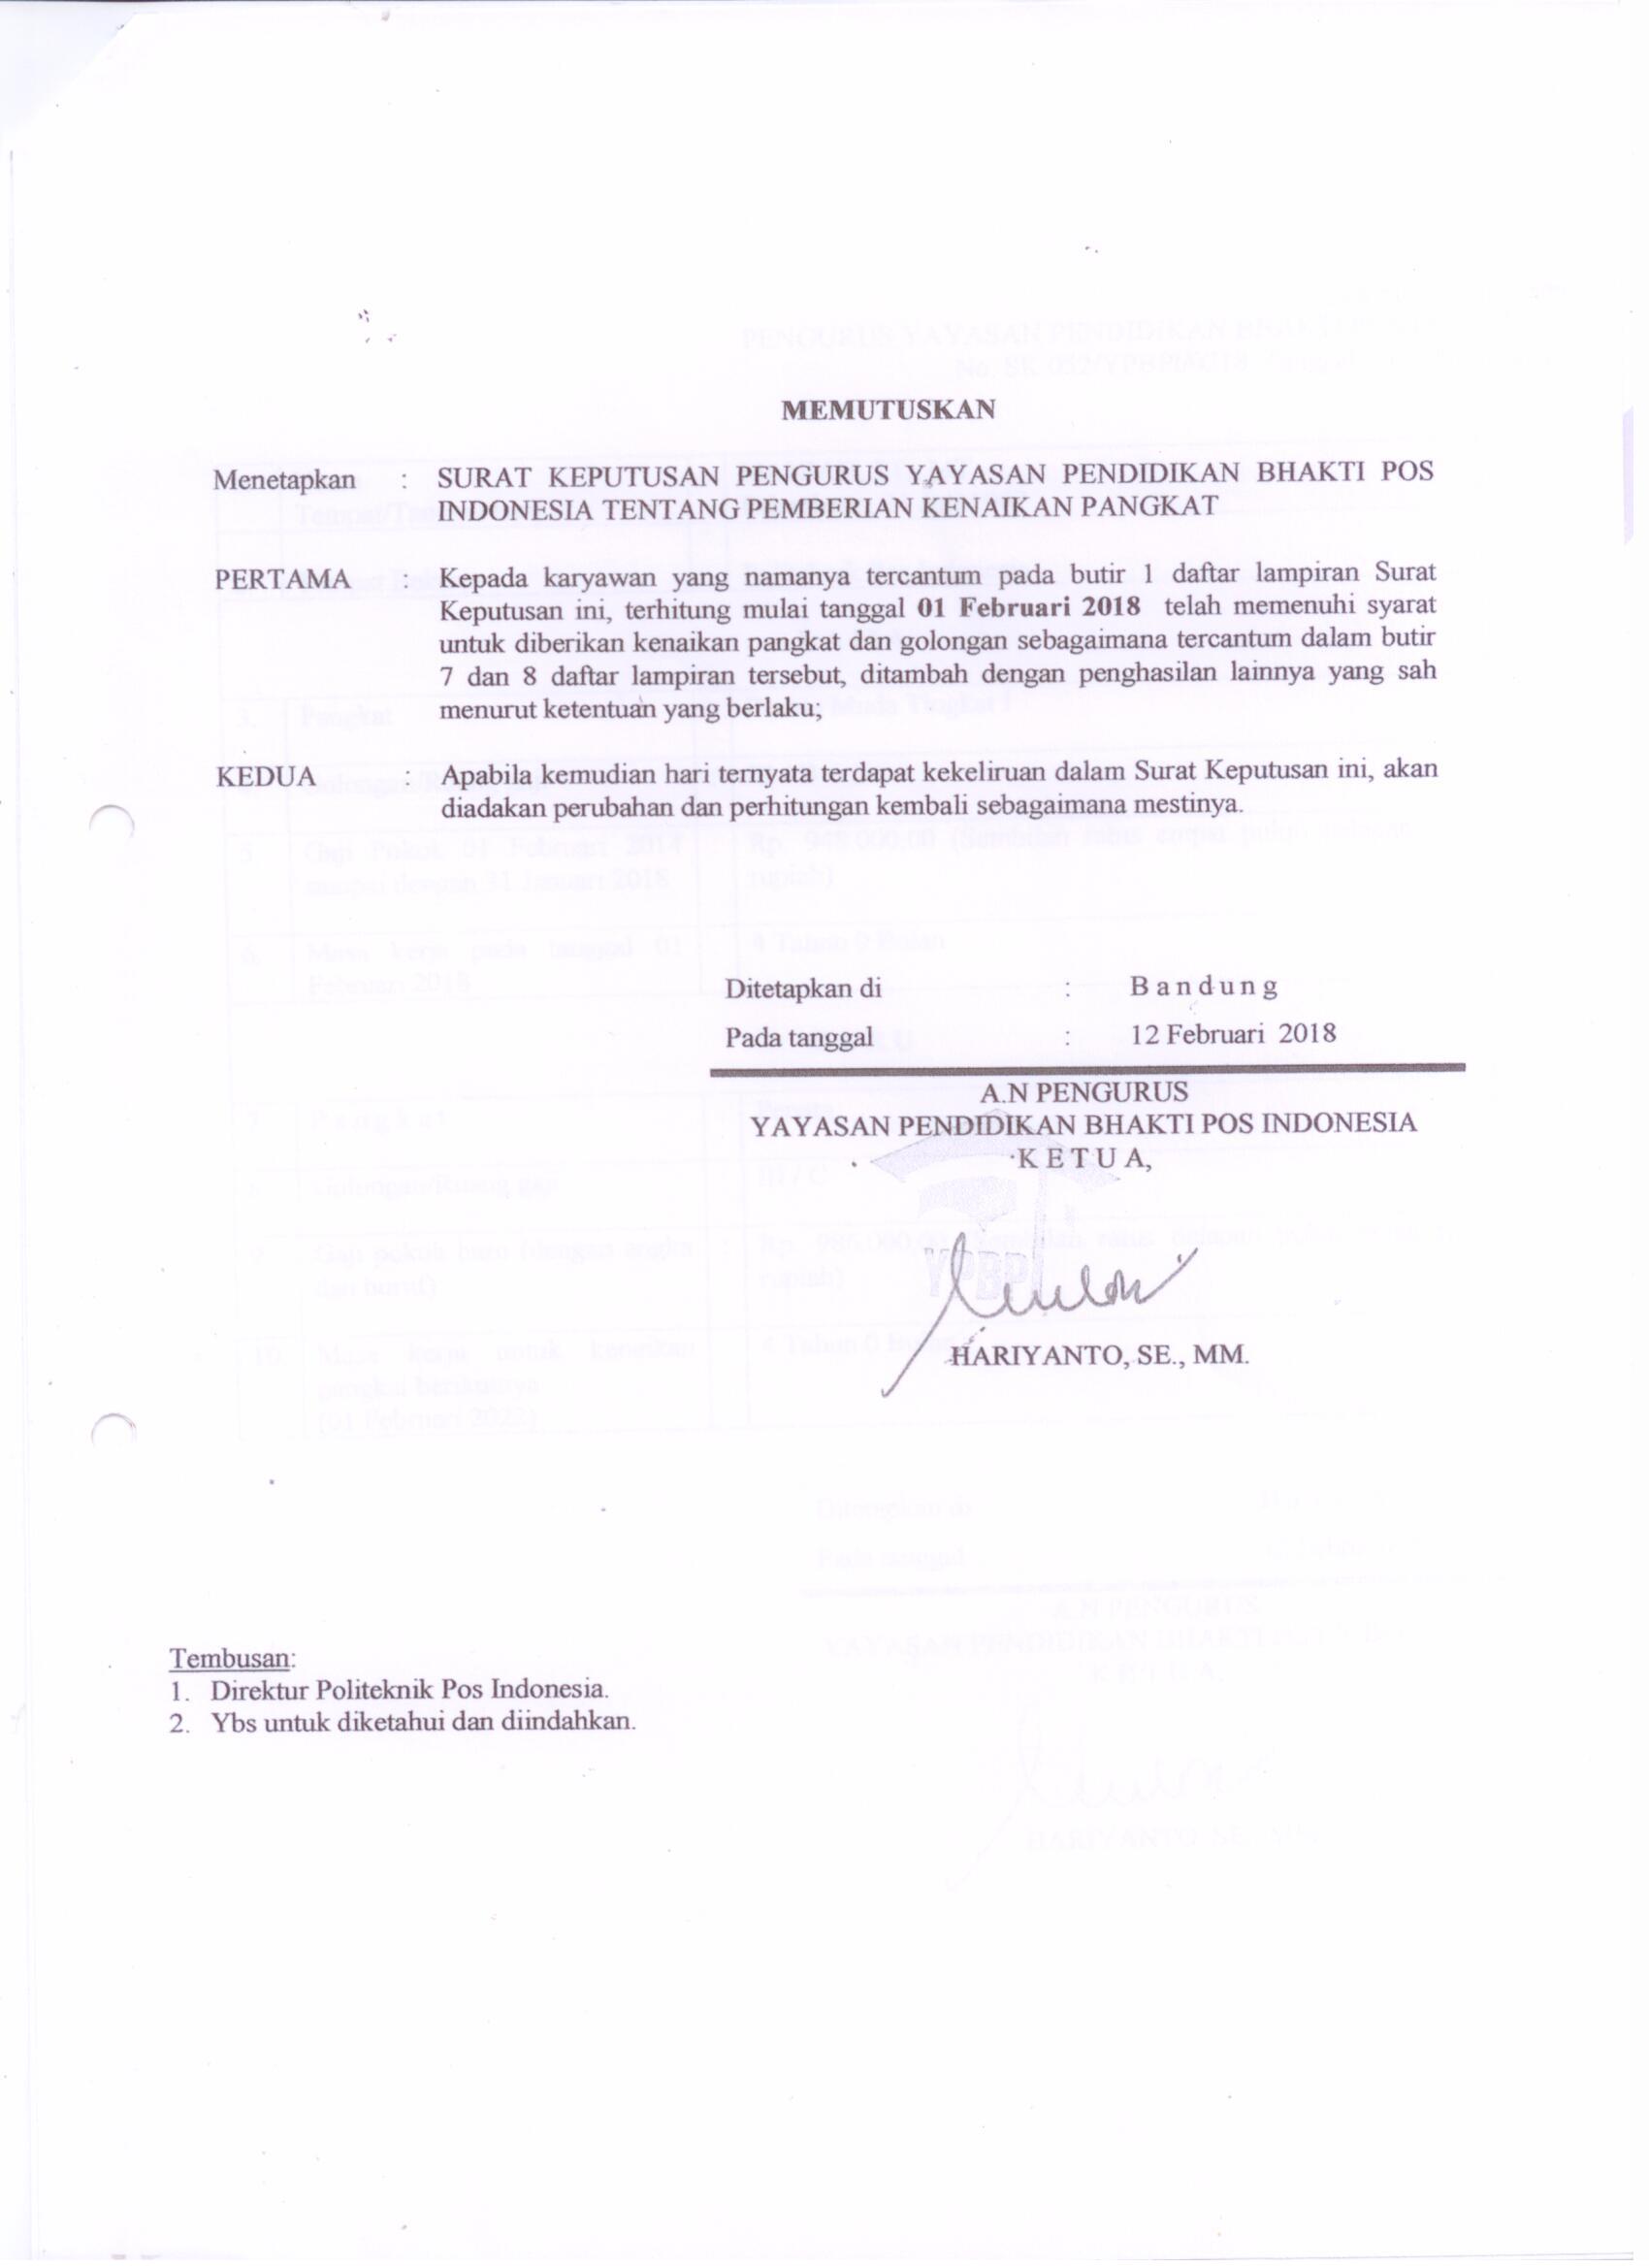 MEMUTUSKAN
Menetapkan : SURAT KEPUTUSAN PENGURUS YAYASAN PENDIDIKAN BHAKTI POS
INDONESIA TENTANG PEMBERIAN KENAIKAN PANGKAT
PERTAMA : Kepada karyawan yang namanya tercantum pada butir 1 daftar lampiran Surat
Keputusan ini, terhitung mulai tanggal 01 Februari 2018 telah memenuhi syarat
untuk diberikan kenaikan pangkat dan golongan sebagaimana tercantum dalam butir
7 dan 8 daftar lampiran tersebut, ditambah dengan penghasilan lainnya yang sah
menurut ketentuan yang berlaku;
KEDUA : Apabila kemudian hari ternyata terdapat kekeliruan dalam Surat Keputusan ini, akan
diadakan perubahan dan perhitungan kembali sebagaimana mestinya.
Ditetapkan di : B a n d u n g
Pada tanggal : 12 Februari 2018
A.N PENGURUS
YAYASAN PENDIDIKAN BHAKTI POS INDONESIA
K E T U A,
YPBPI
HARIYANTO, SE., MM.
Tembusan:
1. Direktur Politeknik Pos Indonesia.
2. Ybs untuk diketahui dan diindahkan.